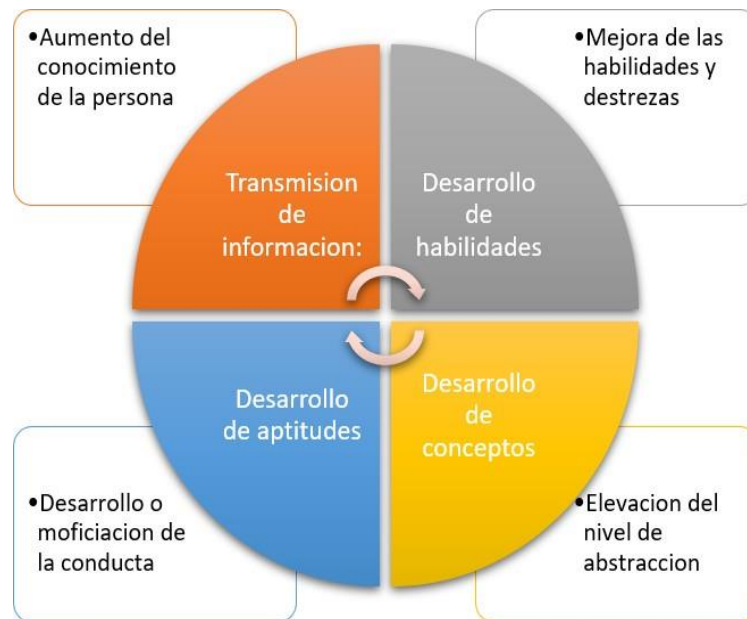 •Aumento del
conocimiento
de la persona
•Mejora de las
habilidades y
destrezas
Transmision
de
informacion:
Desarrollo
de
habilidades
Desarrollo
de aptitudes
Desarrollo
de
conceptos
•Desarrollo o
moficiacion de
la conducta
•Elevacion del
nivel de
abstraccion